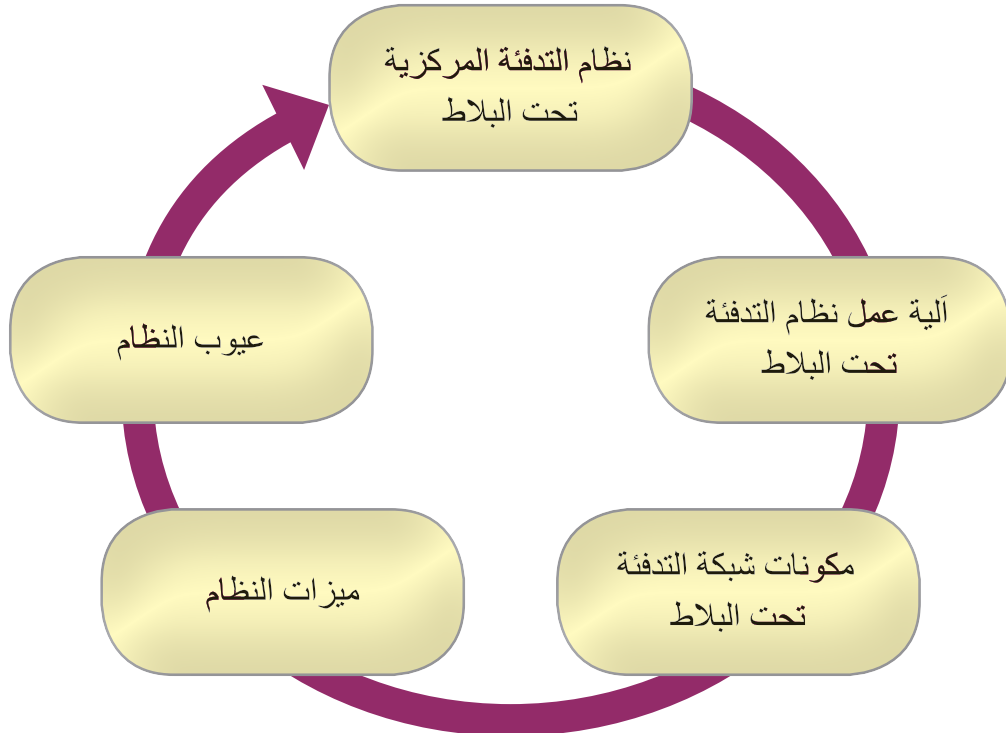 نظام التدفئة المركزية
تحت البلاط
آلية عمل نظام التدفئة
تحت البلاط
مكونات شبكة التدفئة
تحت البلاط
ميزات النظام
عيوب النظام